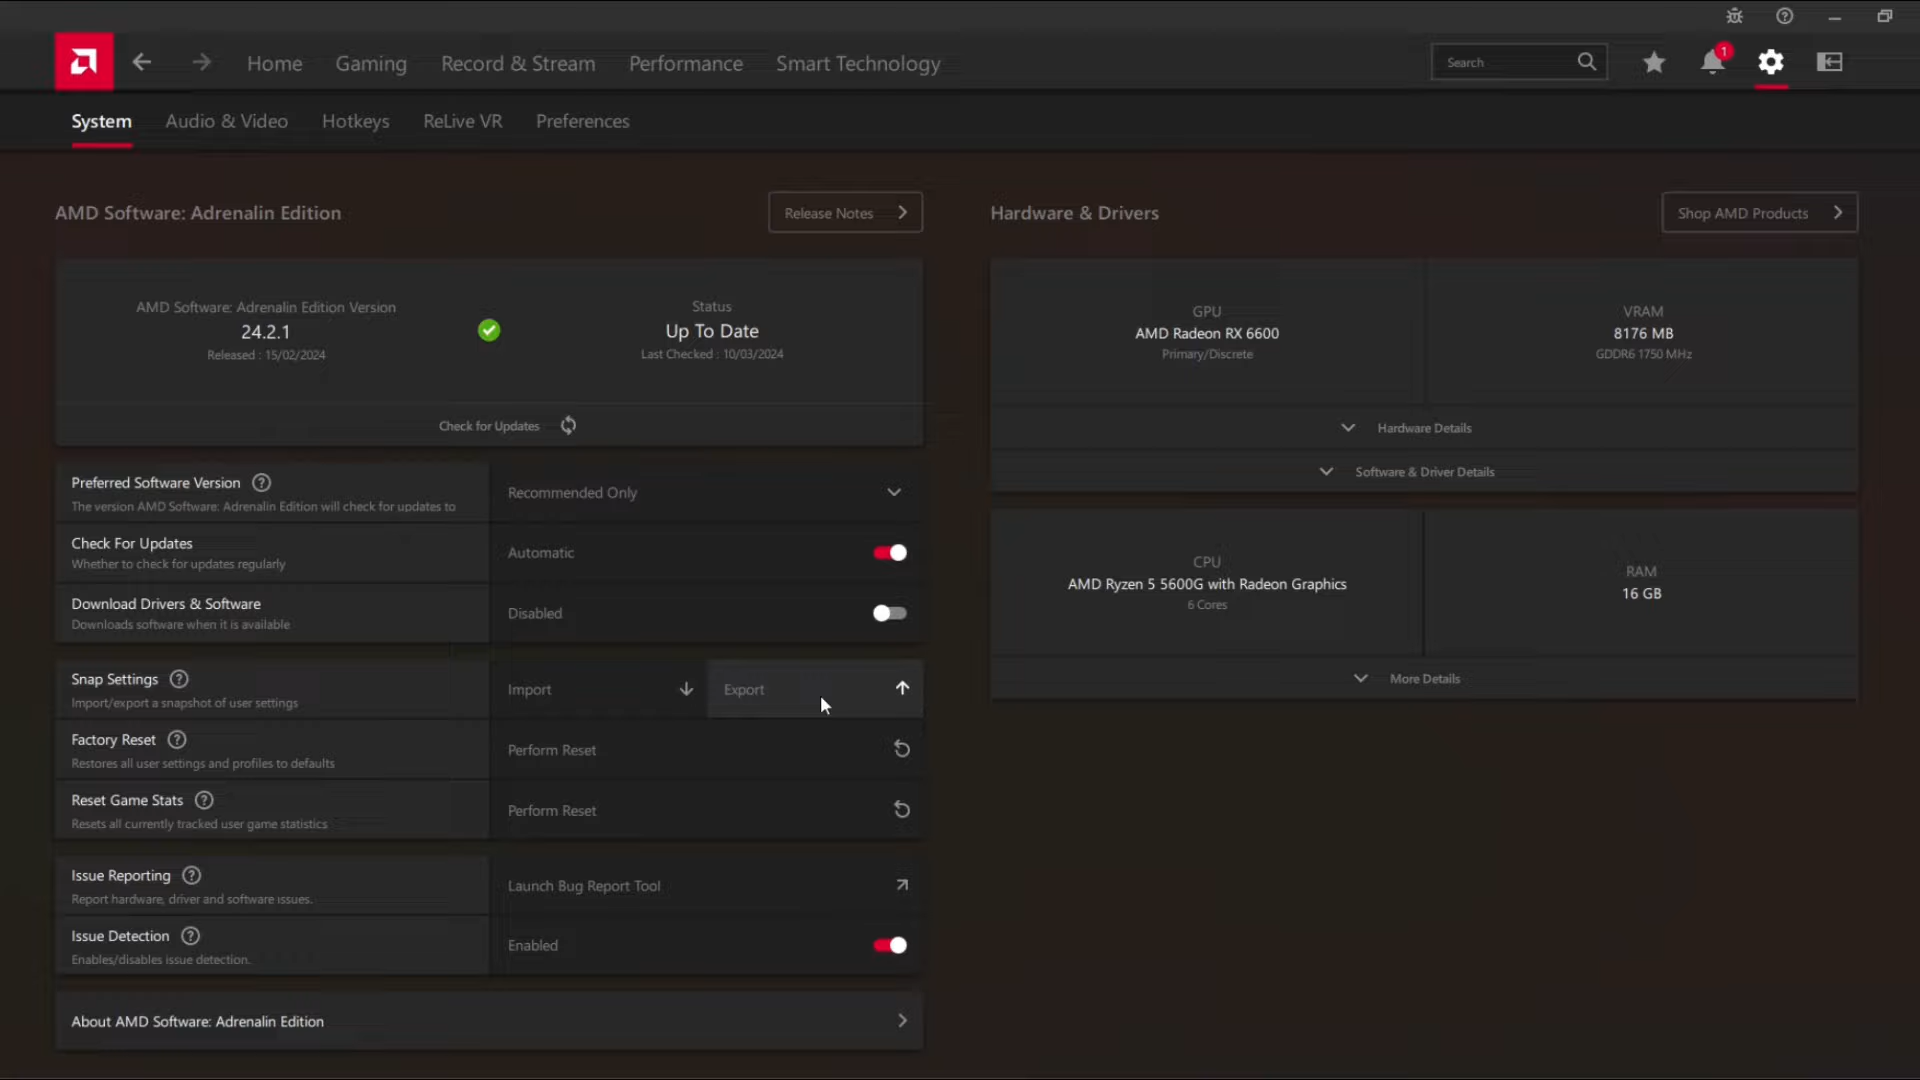 Home Gaming Record & Stream Performance Smart Technology Search 1
System Audio & Video Hotkeys ReLive VR Preferences
AMD Software: Adrenalin Edition
Release Notes
AMD Software: Adrenalin Edition Version
24.2.1
Released : 15/02/2024
Status
Up To Date
Last Checked : 10/03/2024
Check for Updates
Preferred Software Version ?
The version AMD Software: Adrenalin Edition will check for updates to
Recommended Only
Check For Updates
Whether to check for updates regularly
Automatic
Download Drivers & Software
Downloads software when it is available
Disabled
Snap Settings ?
Import/export a snapshot of user settings
Import
Export
Factory Reset ?
Restores all user settings and profiles to defaults
Perform Reset
Reset Game Stats ?
Resets all currently tracked user game statistics
Perform Reset
Issue Reporting ?
Report hardware, driver and software issues.
Launch Bug Report Tool
Issue Detection ?
Enables/disables issue detection.
Enabled
About AMD Software: Adrenalin Edition
Hardware & Drivers
Shop AMD Products
GPU
AMD Radeon RX 6600
Primary/Discrete
VRAM
8176 MB
GDDR6 1750 MHz
Hardware Details
Software & Driver Details
CPU
AMD Ryzen 5 5600G with Radeon Graphics
6 Cores
RAM
16 GB
More Details